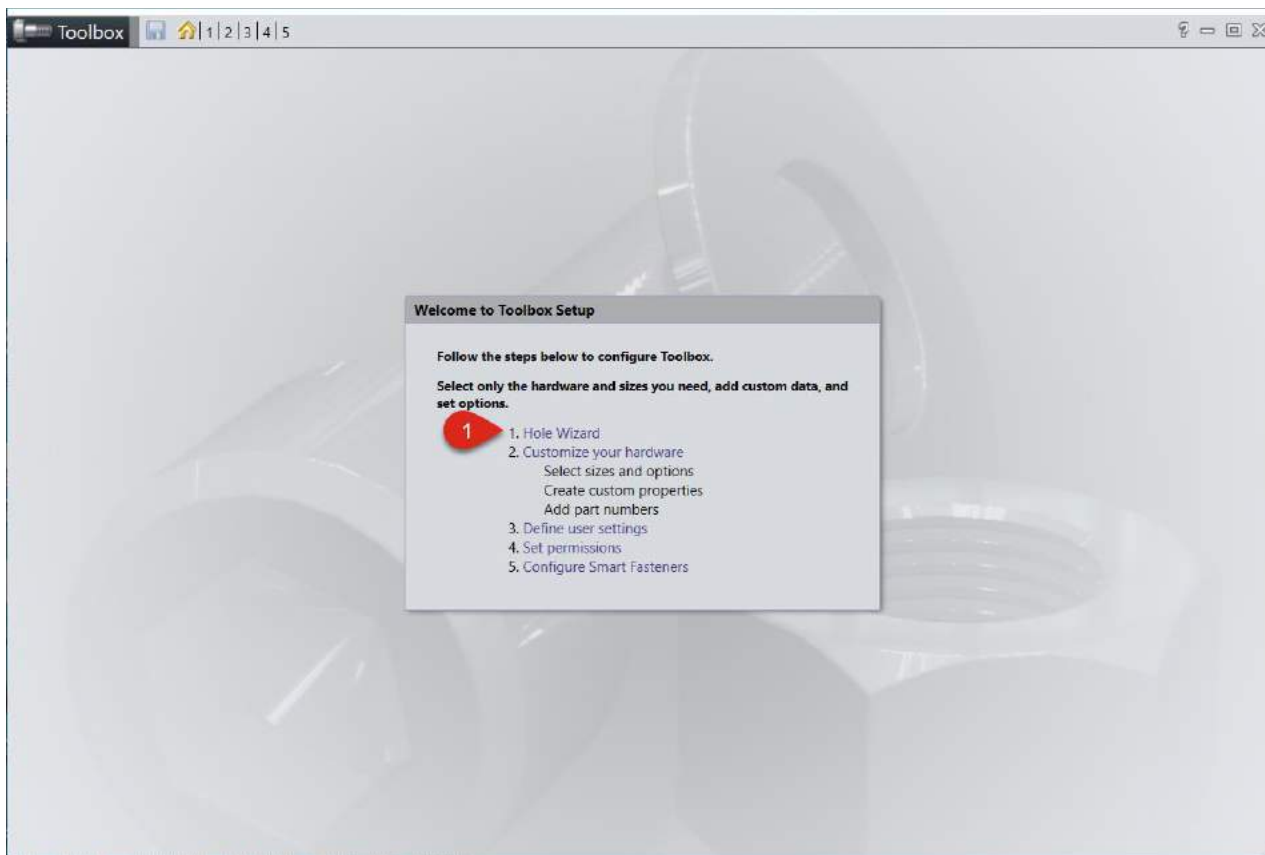 Toolbox 1 2 3 4 5
Welcome to Toolbox Setup
Follow the steps below to configure Toolbox.
Select only the hardware and sizes you need, add custom data, and
set options.
1 1. Hole Wizard
2. Customize your hardware
Select sizes and options
Create custom properties
Add part numbers
3. Define user settings
4. Set permissions
5. Configure Smart Fasteners